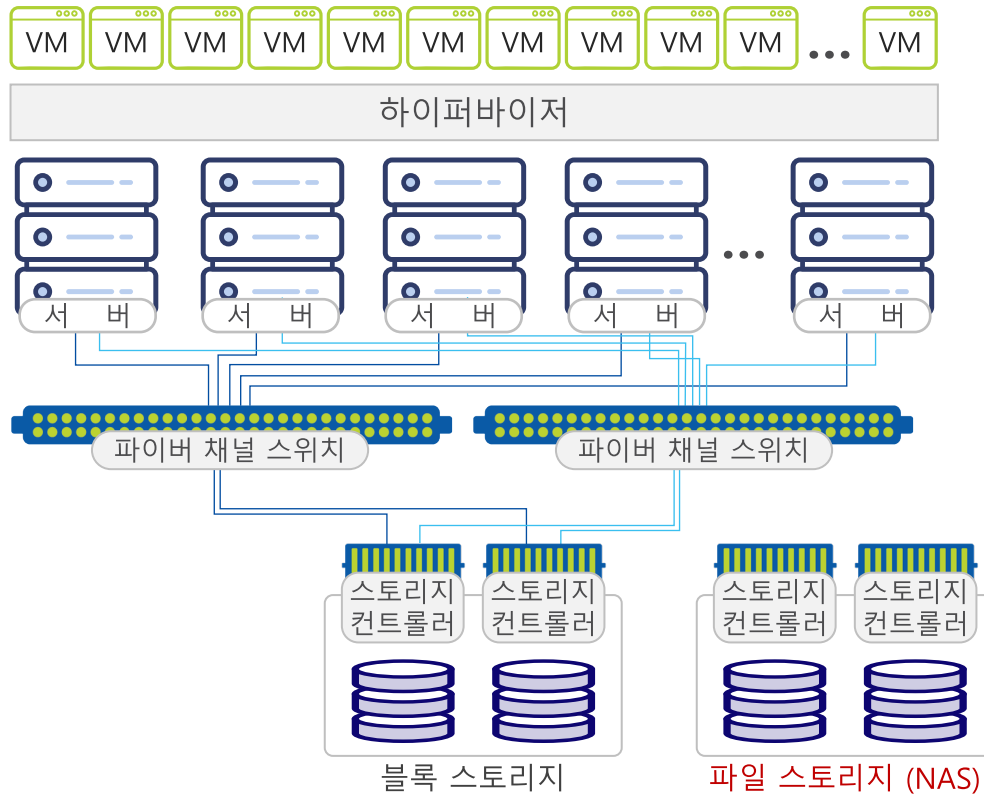 VM VM VM VM VM VM VM VM VM VM ... VM
하이퍼바이저
서 버 서 버 서 버 서 버 ... 서 버
파이버 채널 스위치 파이버 채널 스위치
스토리지 스토리지 스토리지 스토리지
컨트롤러 컨트롤러 컨트롤러 컨트롤러
블록 스토리지 파일 스토리지 (NAS)